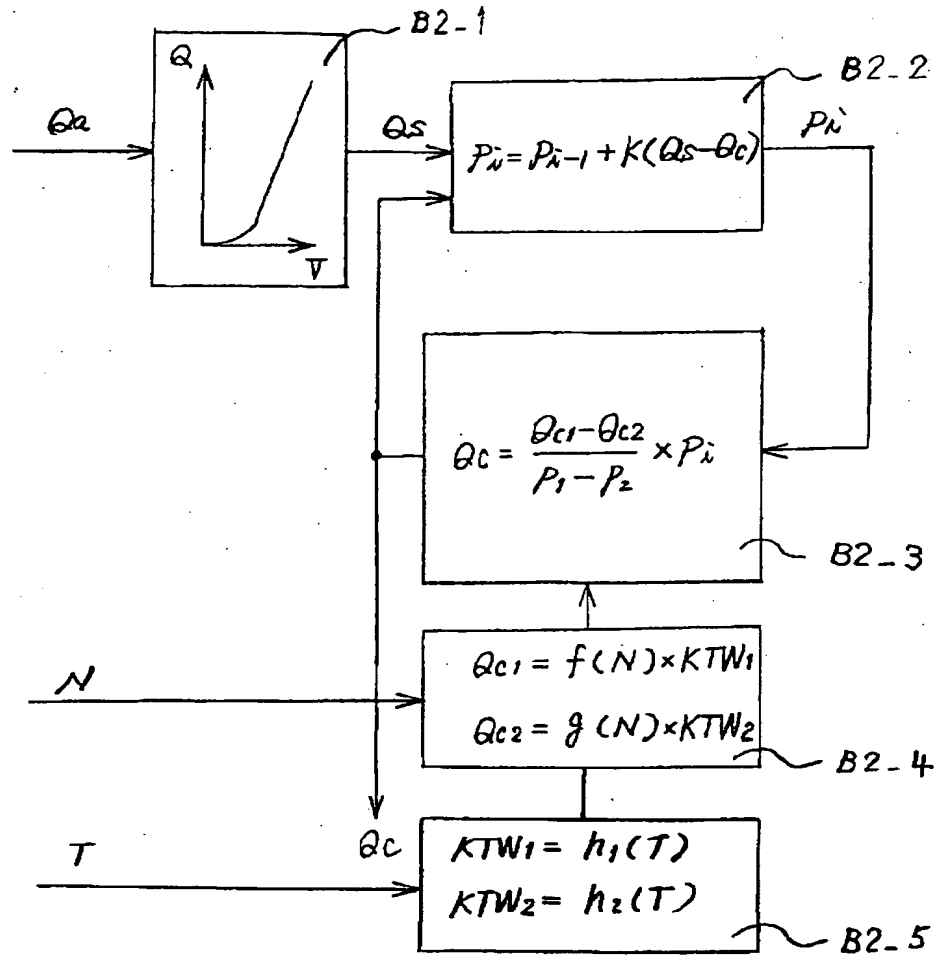 B2-1
Q
V
Qa
Qs
B2-2
Pi = Pi-1 + K(Qs-Qc)
Pi
Qc = Qc1-Qc2 / P1-P2 × Pi
B2-3
N
Qc1 = f(N)×KTW1
Qc2 = g(N)×KTW2
B2-4
Qc
T
KTW1 = h1(T)
KTW2 = h2(T)
B2-5